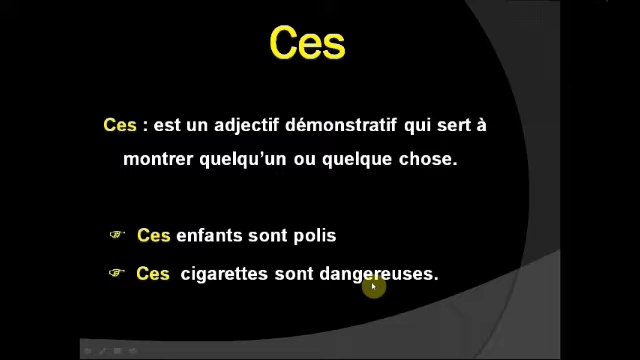 Ces
Ces : est un adjectif démonstratif qui sert à
montrer quelqu'un ou quelque chose.
Ces enfants sont polis
Ces cigarettes sont dangereuses.